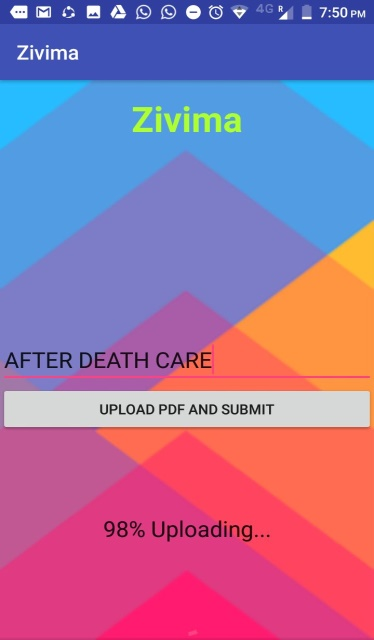 4G R 7:50 PM
Zivima
Zivima
AFTER DEATH CARE
UPLOAD PDF AND SUBMIT
98% Uploading...